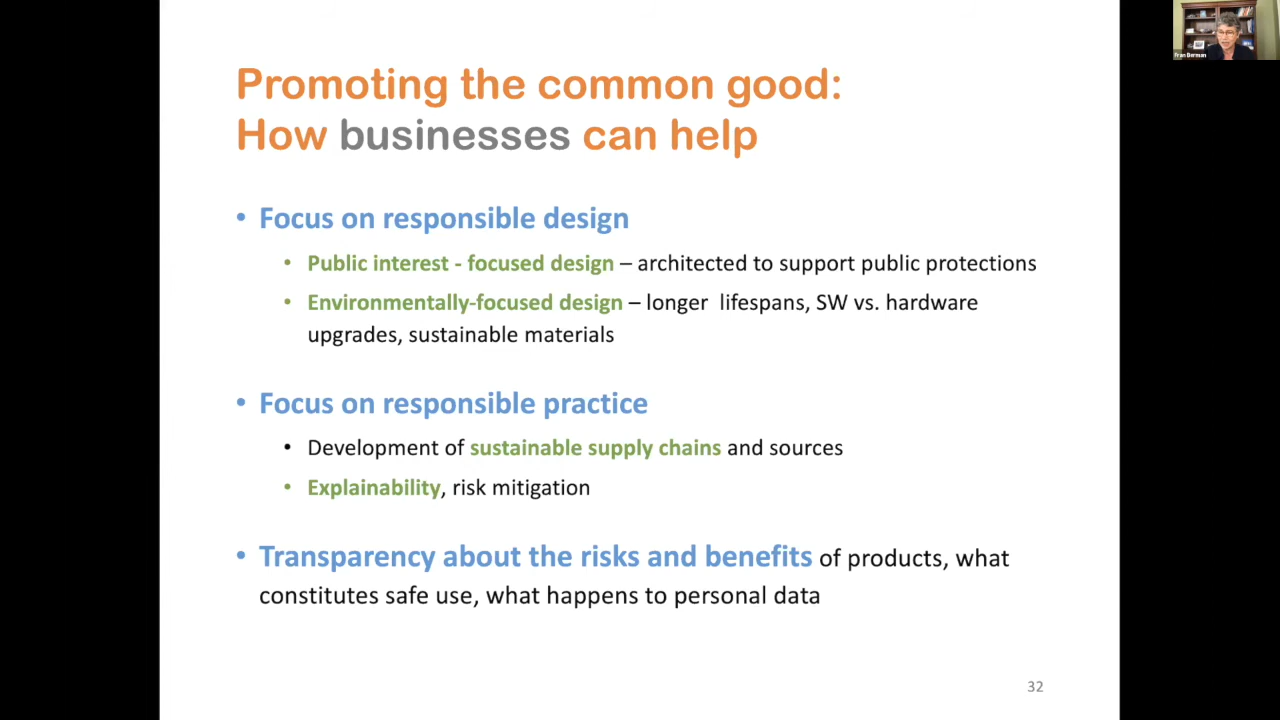 Promoting the common good:
How businesses can help
• Focus on responsible design
• Public interest - focused design – architected to support public protections
• Environmentally-focused design – longer lifespans, SW vs. hardware
upgrades, sustainable materials
• Focus on responsible practice
• Development of sustainable supply chains and sources
• Explainability, risk mitigation
• Transparency about the risks and benefits of products, what
constitutes safe use, what happens to personal data
32
Fran Berman